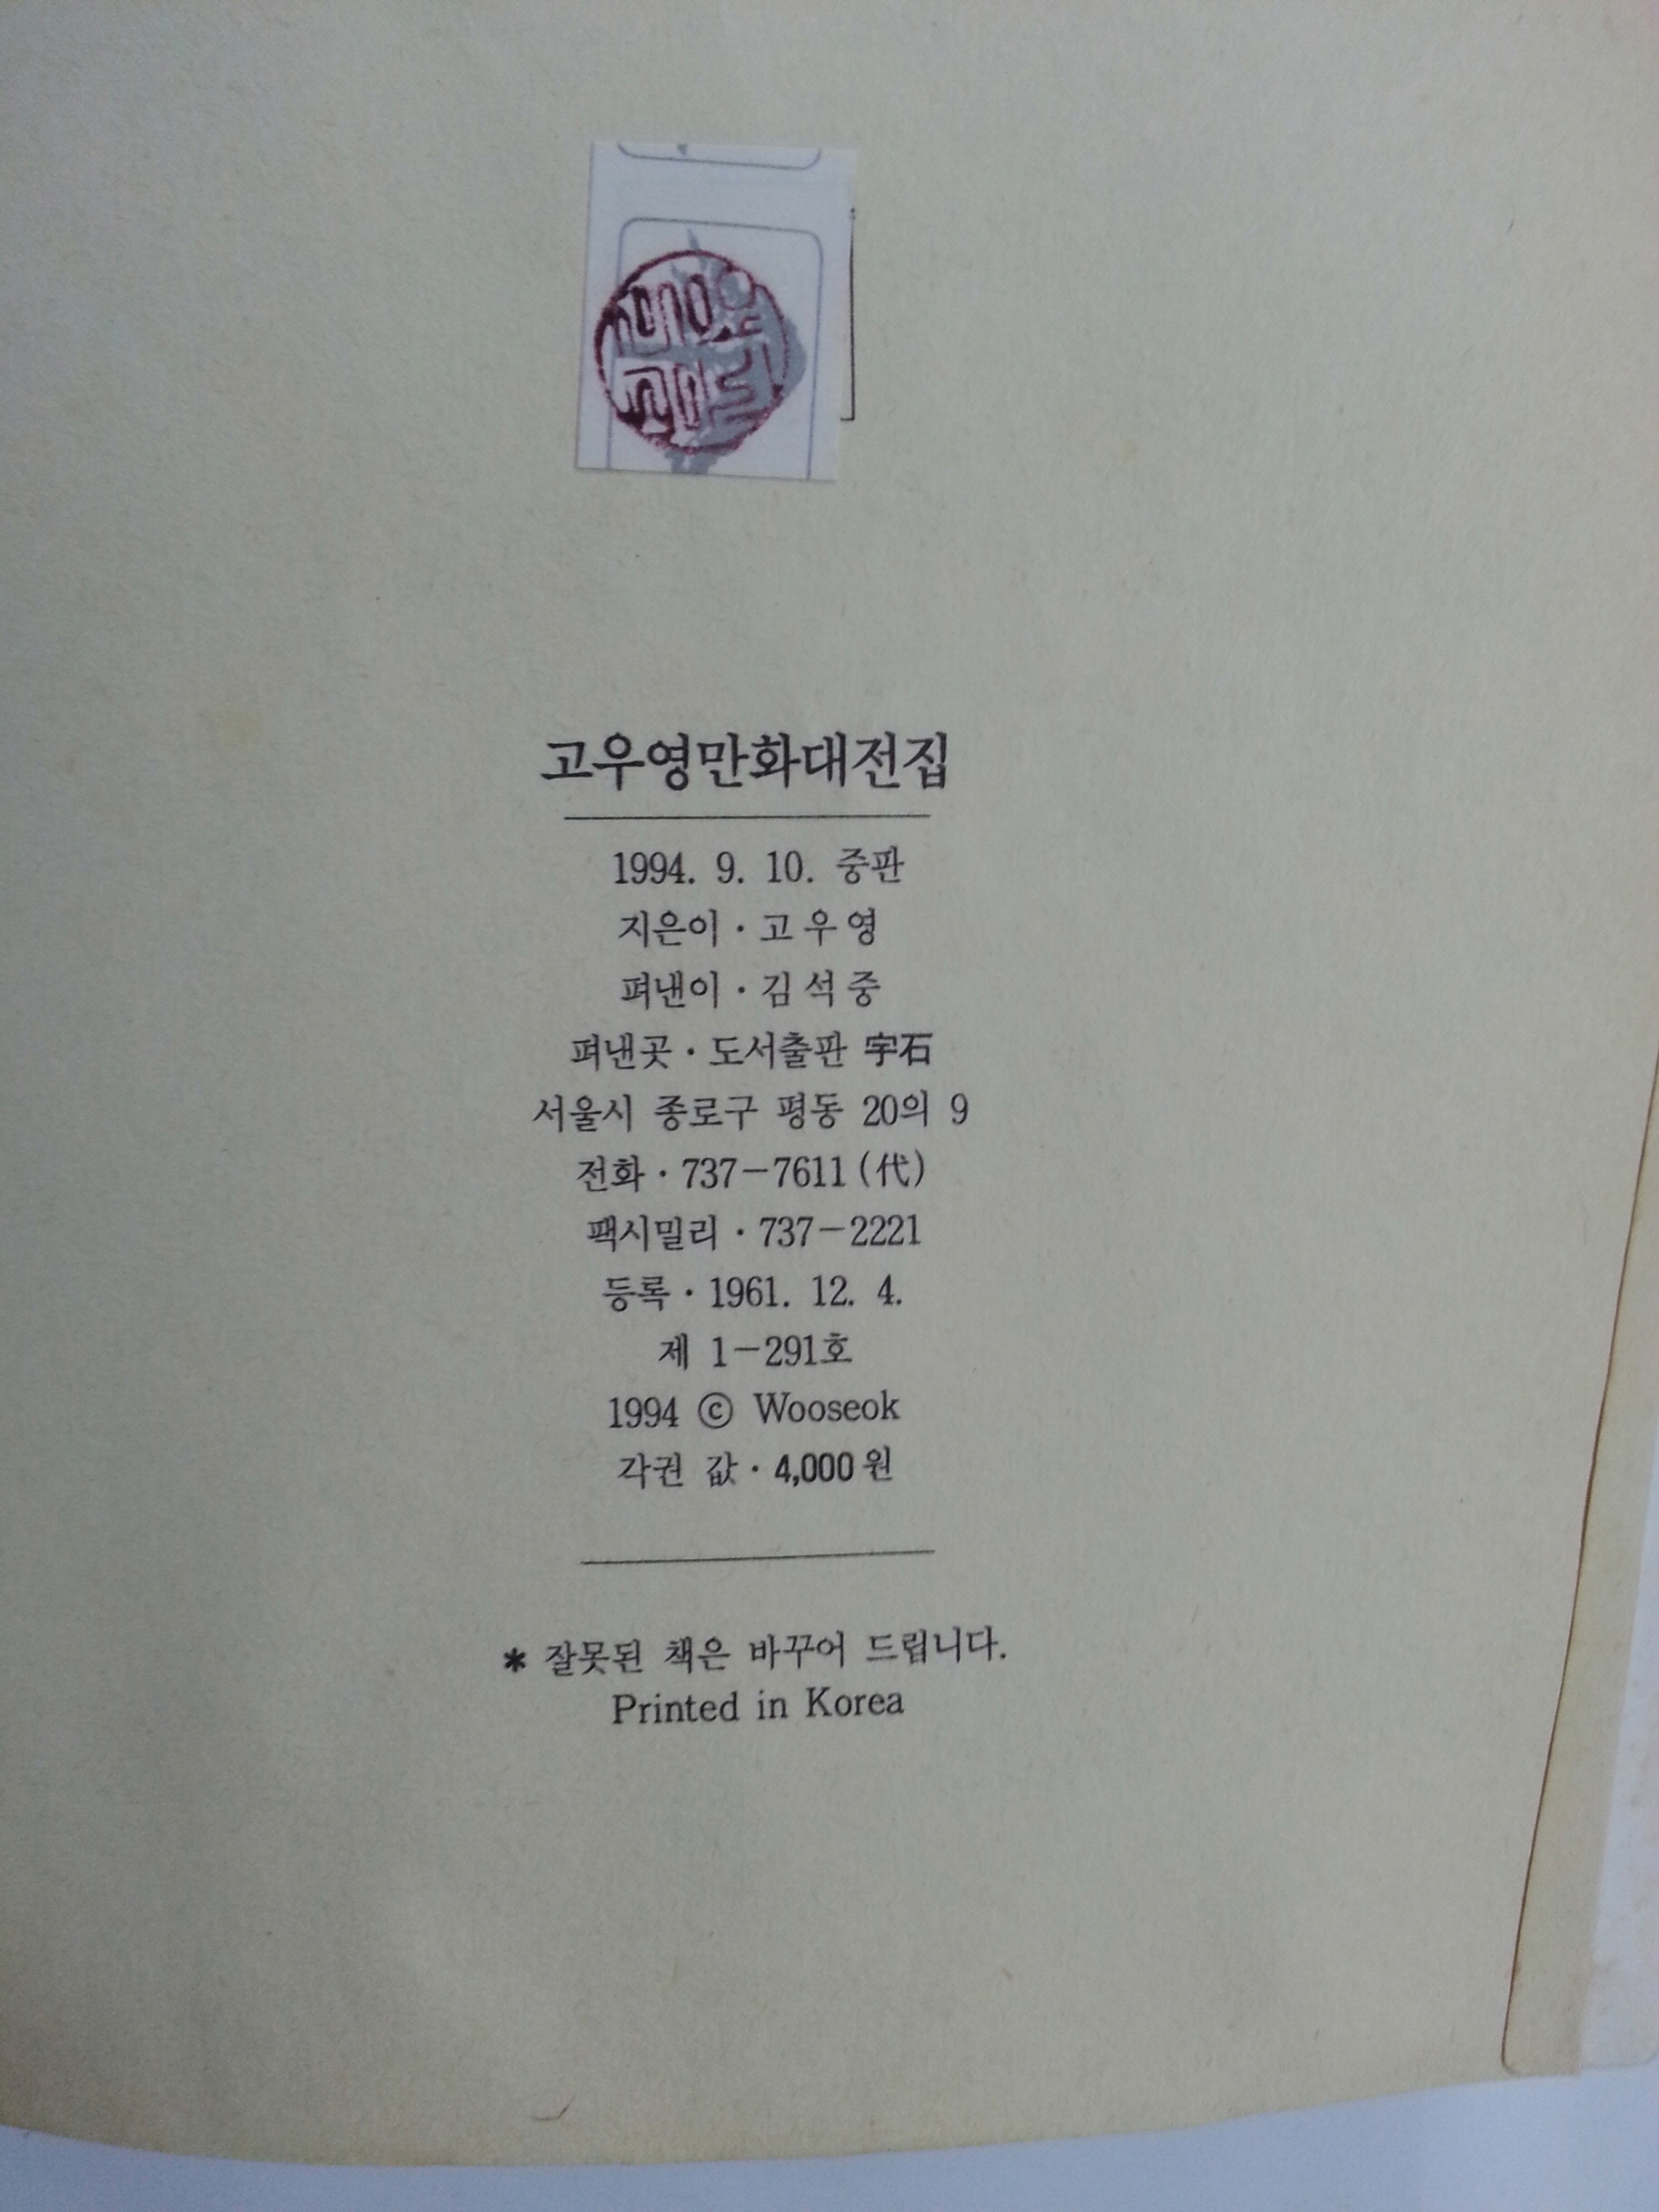 고우영만화대전집
1994. 9. 10. 중판
지은이·고우영
펴낸이·김석중
펴낸곳·도서출판 宇石
서울시 종로구 평동 20의 9
전화·737-7611(代)
팩시밀리·737-2221
등록·1961. 12. 4.
제 1-291호
1994 ⓒ Wooseok
각권 값·4,000원
* 잘못된 책은 바꾸어 드립니다.
Printed in Korea